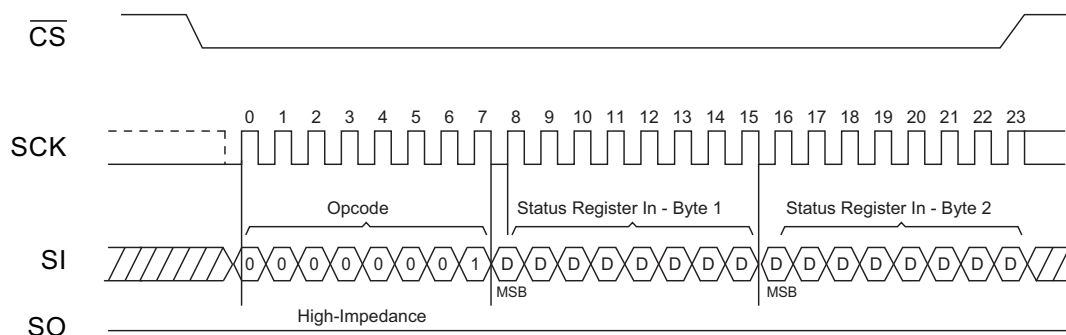 CS
0 1 2 3 4 5 6 7 8 9 10 11 12 13 14 15 16 17 18 19 20 21 22 23
SCK
Opcode Status Register In - Byte 1 Status Register In - Byte 2
SI 0 0 0 0 0 0 0 1 D D D D D D D D D D D D D D D D
MSB MSB
High-Impedance
SO